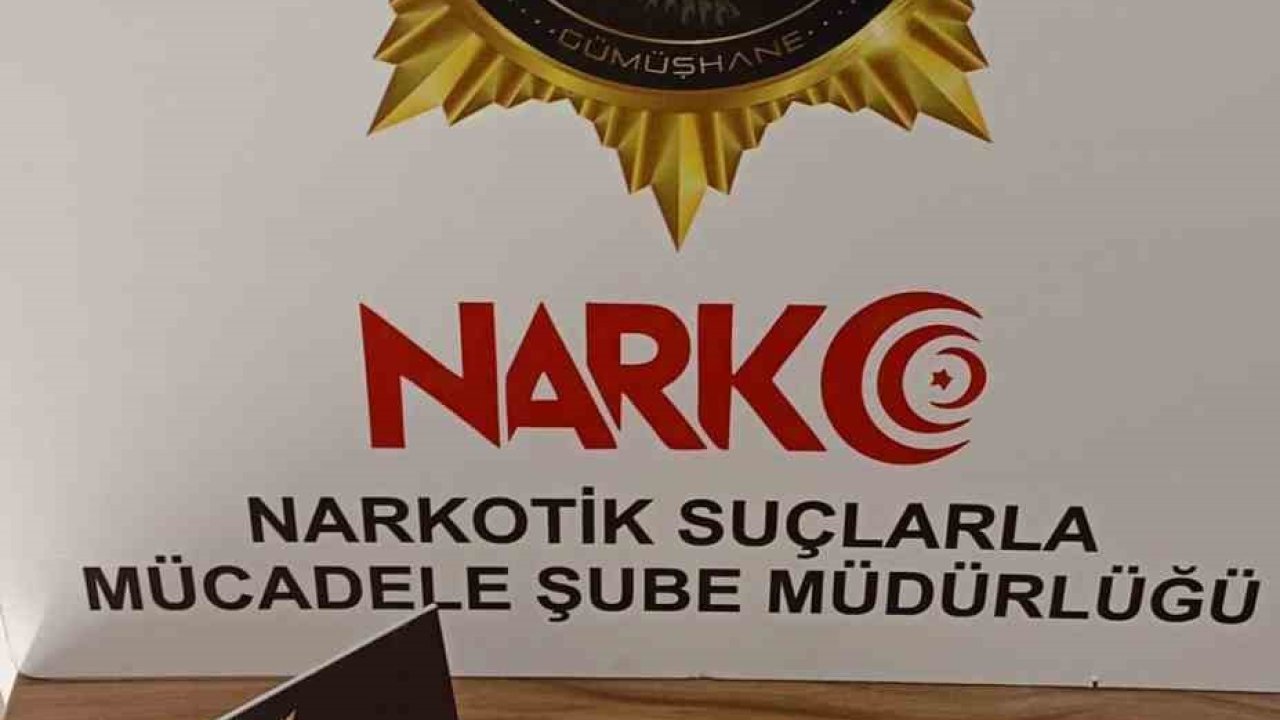 GÜMÜŞHANE
NARKO
NARKOTİK SUÇLARLA
MÜCADELE ŞUBE MÜDÜRLÜĞÜ